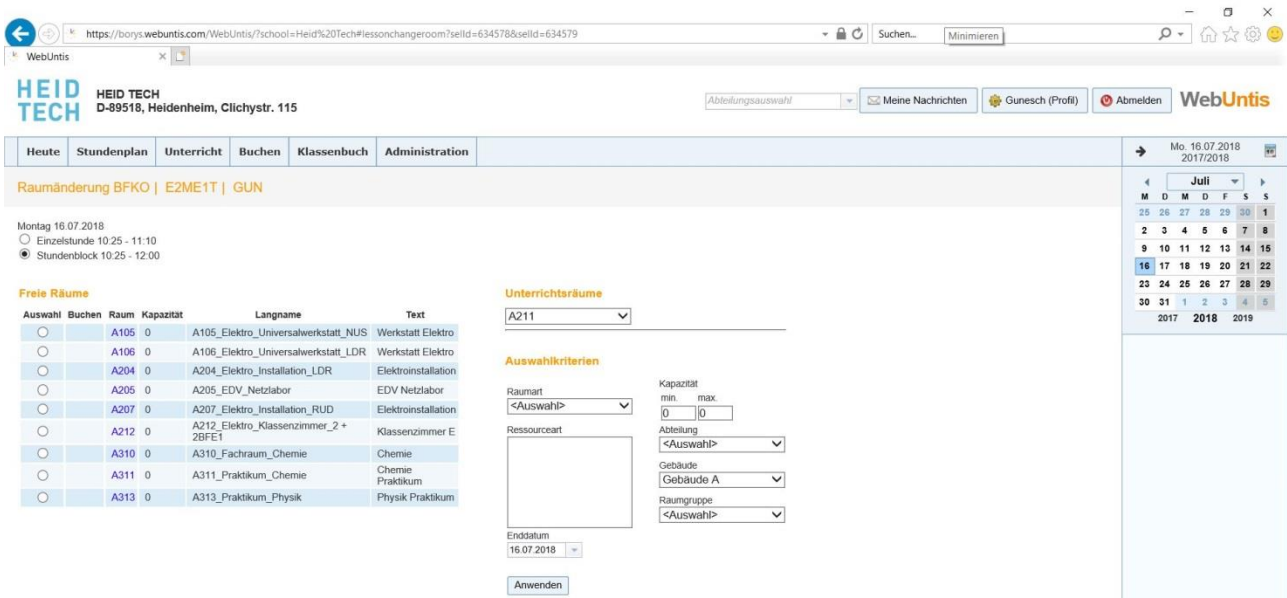 https://borys.webuntis.com/WebUntis/?school=Heid%20Tech#lessonchangeroom?selId=634578&selId=634579
Suchen...
Minimieren
WebUntis
HEID TECH
HEID TECH
D-89518, Heidenheim, Clichystr. 115
Abteilungsauswahl
Meine Nachrichten
Gunesch (Profil)
Abmelden
WebUntis
Heute Stundenplan Unterricht Buchen Klassenbuch Administration
Mo. 16.07.2018
2017/2018
Raumänderung BFKO | E2ME1T | GUN
Montag 16.07.2018
Einzelstunde 10:25 - 11:10
Stundenblock 10:25 - 12:00
Freie Räume
Auswahl Buchen Raum Kapazität Langname Text
A105 0 A105_Elektro_Universalwerkstatt_NUS Werkstatt Elektro
A106 0 A106_Elektro_Universalwerkstatt_LDR Werkstatt Elektro
A204 0 A204_Elektro_Installation_LDR Elektroinstallation
A205 0 A205_EDV_Netzlabor EDV Netzlabor
A207 0 A207_Elektro_Installation_RUD Elektroinstallation
A212 0 A212_Elektro_Klassenzimmer_2 + 2BFE1 Klassenzimmer E
A310 0 A310_Fachraum_Chemie Chemie
A311 0 A311_Praktikum_Chemie Chemie Praktikum
A313 0 A313_Praktikum_Physik Physik Praktikum
Unterrichtsräume
A211
Auswahlkriterien
Raumart
<Auswahl>
Ressourceart
Enddatum
16.07.2018
Anwenden
Kapazität
min. max.
0 0
Abteilung
<Auswahl>
Gebäude
Gebäude A
Raumgruppe
<Auswahl>
Juli
M D M D F S S
25 26 27 28 29 30 1
2 3 4 5 6 7 8
9 10 11 12 13 14 15
16 17 18 19 20 21 22
23 24 25 26 27 28 29
30 31 1 2 3 4 5
2017 2018 2019